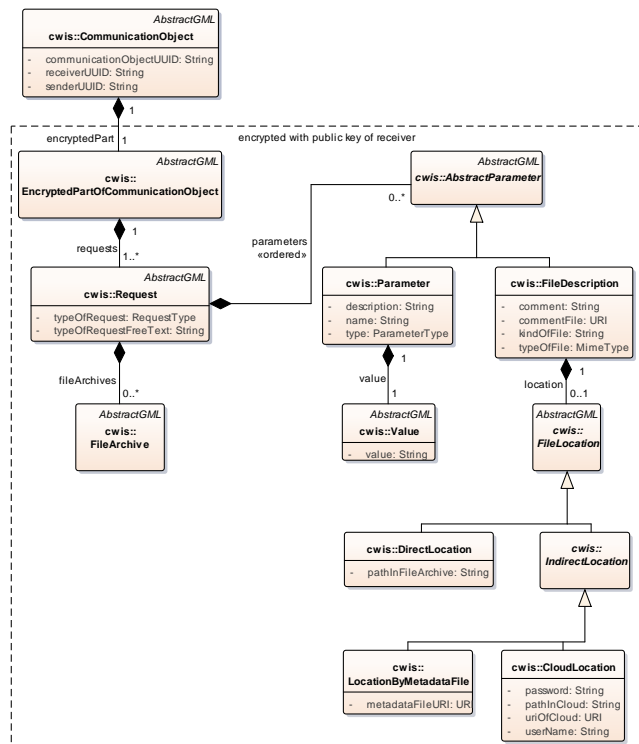 AbstractGML
cwis::CommunicationObject
- communicationObjectUUID: String
- receiverUUID: String
- senderUUID: String
1
encryptedPart 1
encrypted with public key of receiver
AbstractGML
cwis::
EncryptedPartOfCommunicationObject
AbstractGML
cwis::AbstractParameter
0..*
1
requests
1..*
parameters
«ordered»
AbstractGML
cwis::Request
- typeOfRequest: RequestType
- typeOfRequestFreeText: String
cwis::Parameter
- description: String
- name: String
- type: ParameterType
cwis::FileDescription
- comment: String
- commentFile: URI
- kindOfFile: String
- typeOfFile: MimeType
fileArchives
0..*
1
value
1
1
location
0..1
AbstractGML
cwis::
FileArchive
AbstractGML
cwis::Value
- value: String
AbstractGML
cwis::
FileLocation
cwis::DirectLocation
- pathInFileArchive: String
cwis::
IndirectLocation
cwis::
LocationByMetadataFile
- metadataFileURI: URI
cwis::CloudLocation
- password: String
- pathInCloud: String
- uriOfCloud: URI
- userName: String